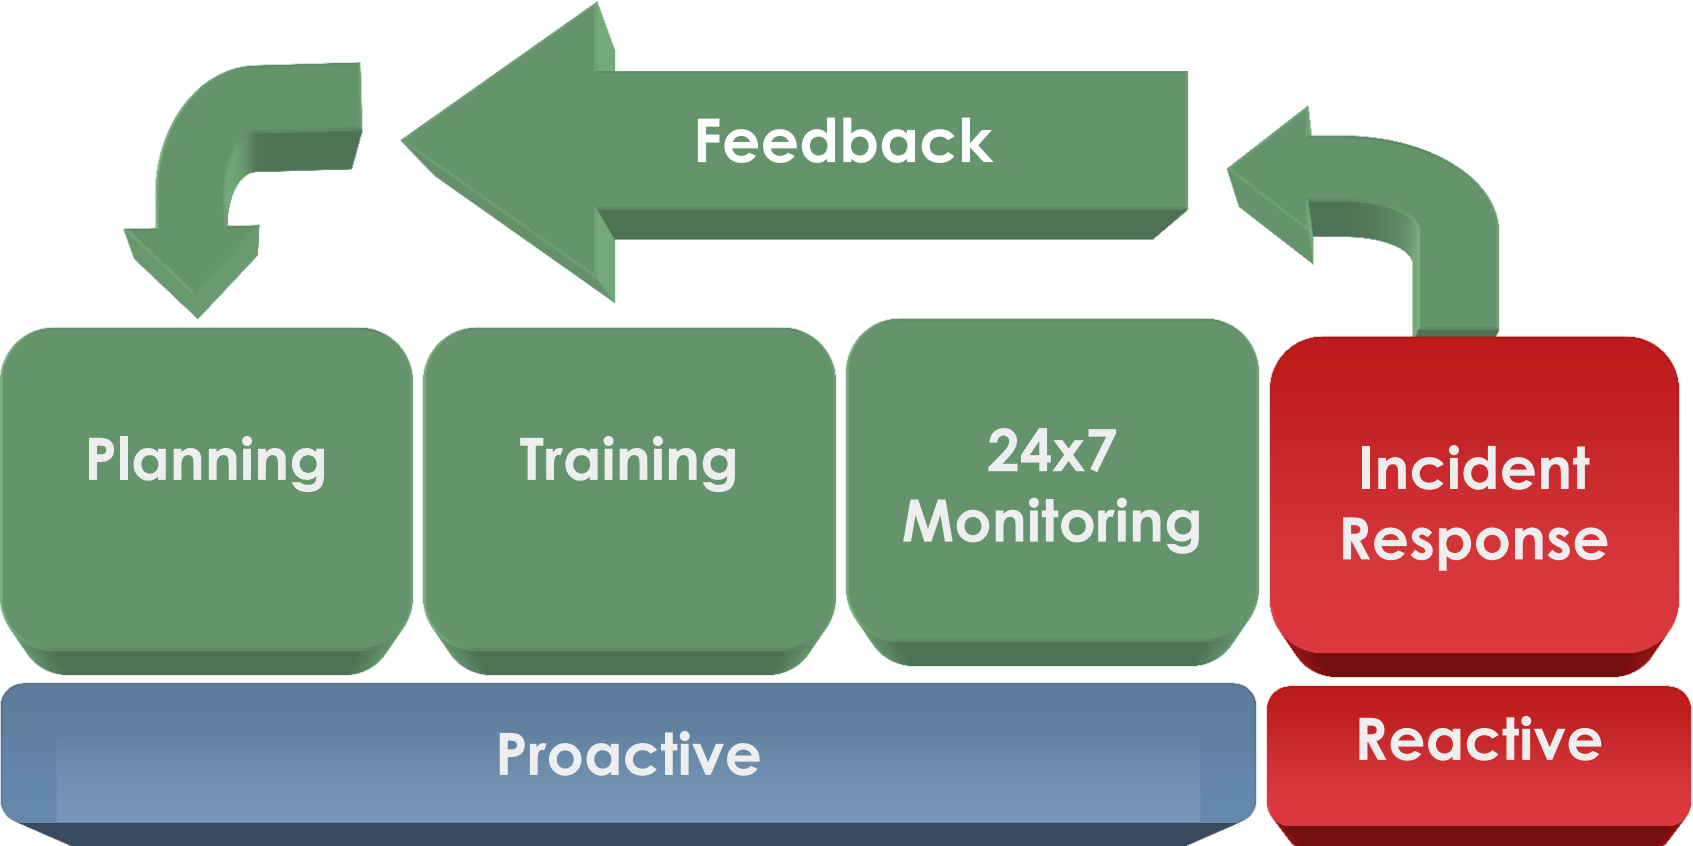 Feedback
Planning
Training
24x7
Monitoring
Incident
Response
Proactive
Reactive